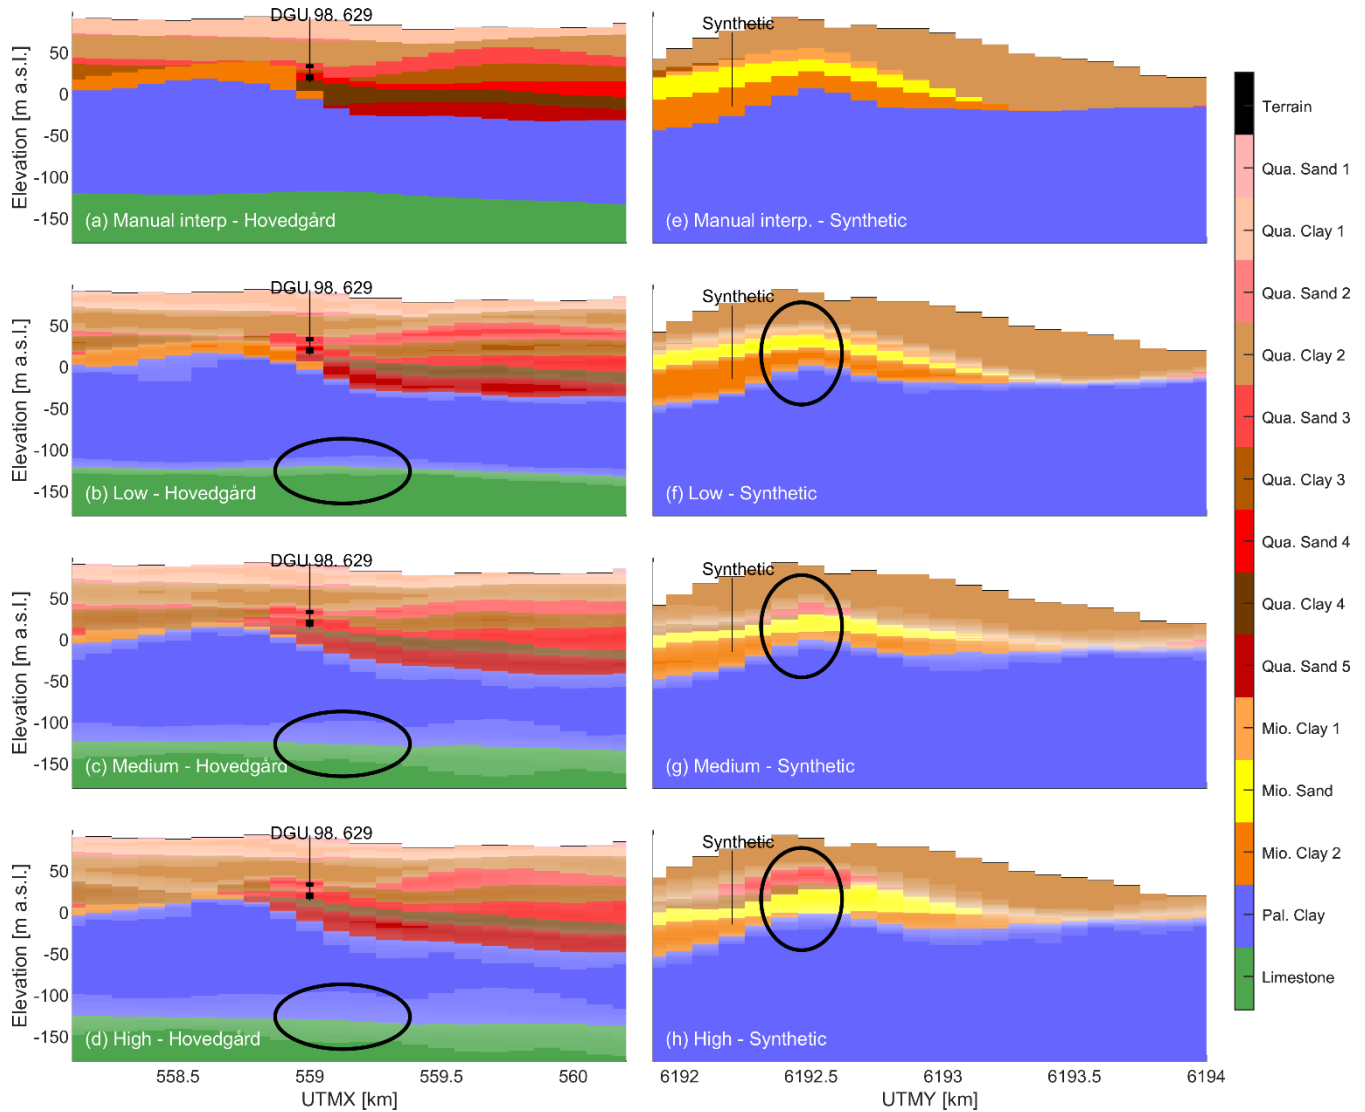 DGU 98. 629
50
0
-50
-100
-150
Elevation [m a.s.l.]
(a) Manual interp - Hovedgård
Synthetic
(e) Manual interp. - Synthetic
DGU 98. 629
50
0
-50
-100
-150
Elevation [m a.s.l.]
(b) Low - Hovedgård
Synthetic
(f) Low - Synthetic
DGU 98. 629
50
0
-50
-100
-150
Elevation [m a.s.l.]
(c) Medium - Hovedgård
Synthetic
(g) Medium - Synthetic
DGU 98. 629
50
0
-50
-100
-150
Elevation [m a.s.l.]
(d) High - Hovedgård
558.5 559 559.5 560
UTMX [km]
Synthetic
(h) High - Synthetic
6192 6192.5 6193 6193.5 6194
UTMY [km]
Terrain
Qua. Sand 1
Qua. Clay 1
Qua. Sand 2
Qua. Clay 2
Qua. Sand 3
Qua. Clay 3
Qua. Sand 4
Qua. Clay 4
Qua. Sand 5
Mio. Clay 1
Mio. Sand
Mio. Clay 2
Pal. Clay
Limestone